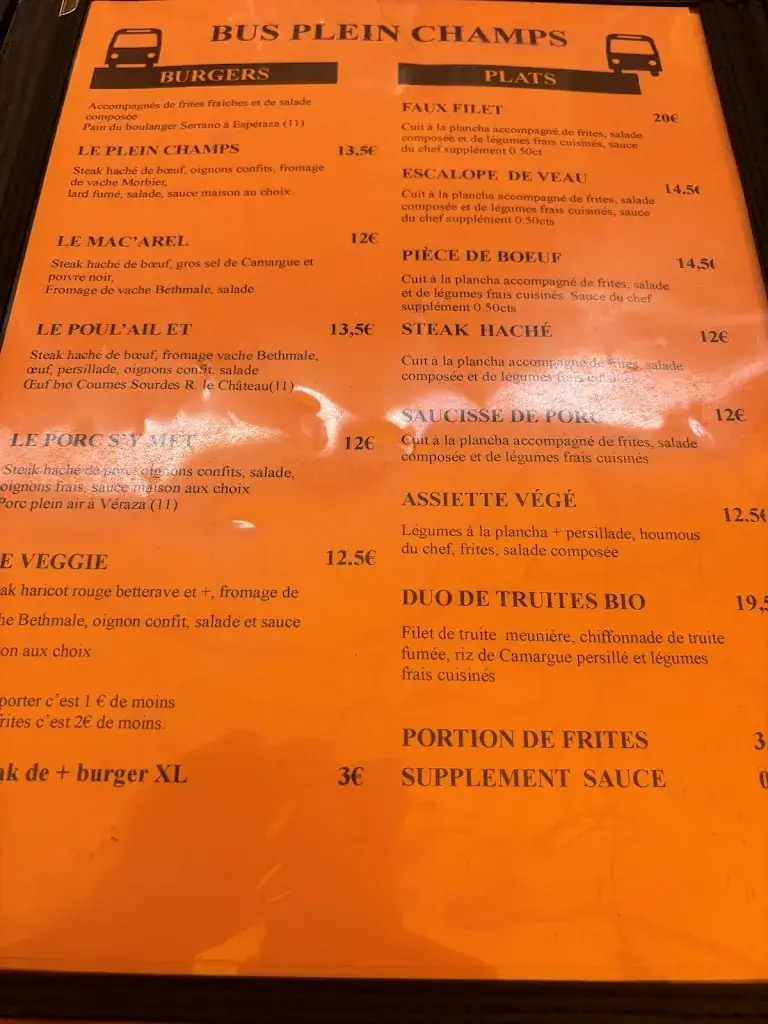 BUS PLEIN CHAMPS
BURGERS
Accompagnés de frites fraîches et de salade
composée
Pain du boulanger Serrano à Espéraza (11)
LE PLEIN CHAMPS 13,5€
Steak haché de bœuf, oignons confits, fromage
de vache Morbier,
lard fumé, salade, sauce maison au choix
LE MAC'AREL 12€
Steak haché de bœuf, gros sel de Camargue et
poivre noir,
Fromage de vache Bethmale, salade
LE POUL'AIL ET 13,5€
Steak haché de bœuf, fromage vache Bethmale,
œuf, persillade, oignons confit, salade
Œuf bio Coumes Sourdes R. le Château(11)
LE PORC S'Y MET 12€
Steak haché de porc, oignons confits, salade,
oignons frais, sauce maison aux choix
Porc plein air à Véraza (11)
E VEGGIE 12.5€
ak haricot rouge betterave et +, fromage de
he Bethmale, oignon confit, salade et sauce
on aux choix
porter c'est 1 € de moins
rites c'est 2€ de moins.
ak de + burger XL 3€
PLATS
FAUX FILET 20€
Cuit à la plancha accompagné de frites, salade
composée et de légumes frais cuisinés, sauce
du chef supplément 0.50ct
ESCALOPE DE VEAU 14.5€
Cuit à la plancha accompagné de frites, salade
composée et de légumes frais cuisinés, sauce
du chef supplément 0.50cts
PIÈCE DE BOEUF 14,5€
Cuit à la plancha accompagné de frites, salade
et de légumes frais cuisinés Sauce du chef
supplément 0.50cts
STEAK HACHÉ 12€
Cuit à la plancha accompagné de frites, salade
composée et de légumes frais cuisinés
SAUCISSE DE PORC 12€
Cuit à la plancha accompagné de frites, salade
composée et de légumes frais cuisinés
ASSIETTE VÉGÉ 12.5€
Légumes à la plancha + persillade, houmous
du chef, frites, salade composée
DUO DE TRUITES BIO 19,5
Filet de truite meunière, chiffonnade de truite
fumée, riz de Camargue persillé et légumes
frais cuisinés
PORTION DE FRITES 3
SUPPLEMENT SAUCE 0